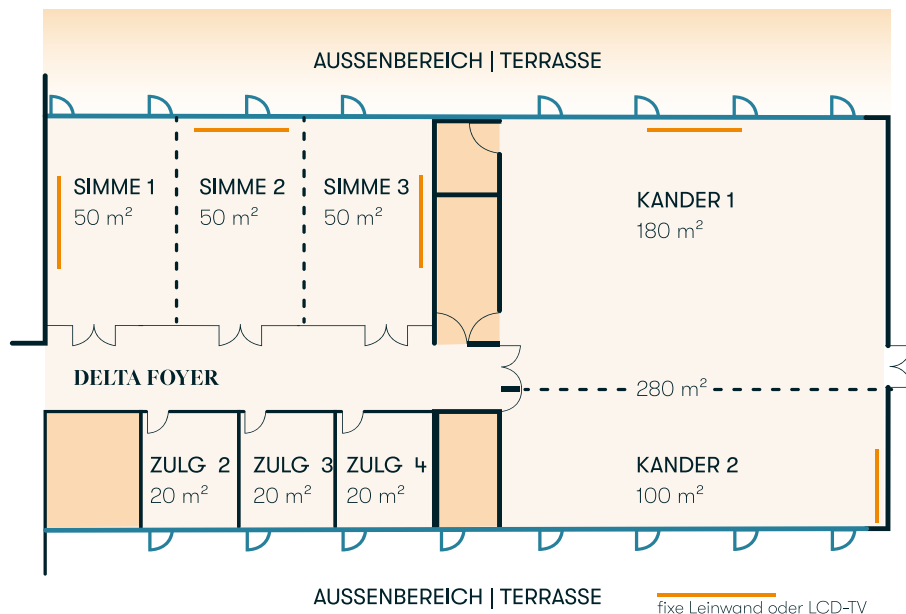 AUSSENBEREICH | TERRASSE
SIMME 1
50 m²
SIMME 2
50 m²
SIMME 3
50 m²
KANDER 1
180 m²
DELTA FOYER
280 m²
ZULG 2
20 m²
ZULG 3
20 m²
ZULG 4
20 m²
KANDER 2
100 m²
AUSSENBEREICH | TERRASSE
fixe Leinwand oder LCD-TV